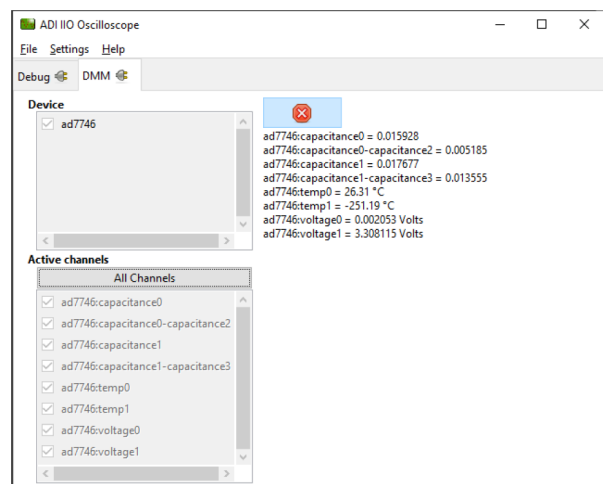 ADI IIO Oscilloscope
File Settings Help
Debug
DMM
Device
ad7746
ad7746:capacitance0 = 0.015928
ad7746:capacitance0-capacitance2 = 0.005185
ad7746:capacitance1 = 0.017677
ad7746:capacitance1-capacitance3 = 0.013555
ad7746:temp0 = 26.31 °C
ad7746:temp1 = -251.19 °C
ad7746:voltage0 = 0.002053 Volts
ad7746:voltage1 = 3.308115 Volts
Active channels
All Channels
ad7746:capacitance0
ad7746:capacitance0-capacitance2
ad7746:capacitance1
ad7746:capacitance1-capacitance3
ad7746:temp0
ad7746:temp1
ad7746:voltage0
ad7746:voltage1